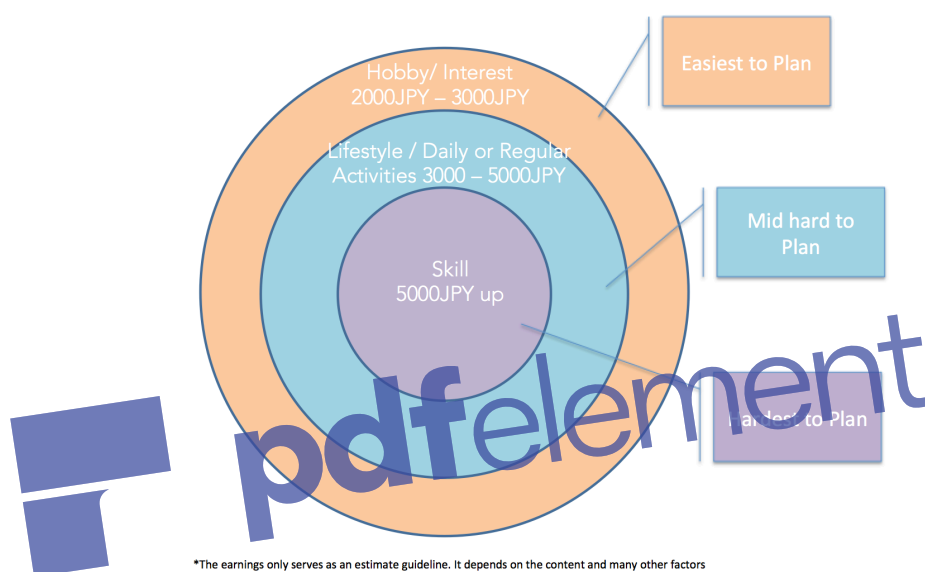 Easiest to Plan
Hobby/ Interest
2000JPY – 3000JPY
Lifestyle / Daily or Regular
Activities 3000 – 5000JPY
Mid hard to
Plan
Skill
5000JPY up
Hardest to Plan
pdfelement
*The earnings only serves as an estimate guideline. It depends on the content and many other factors